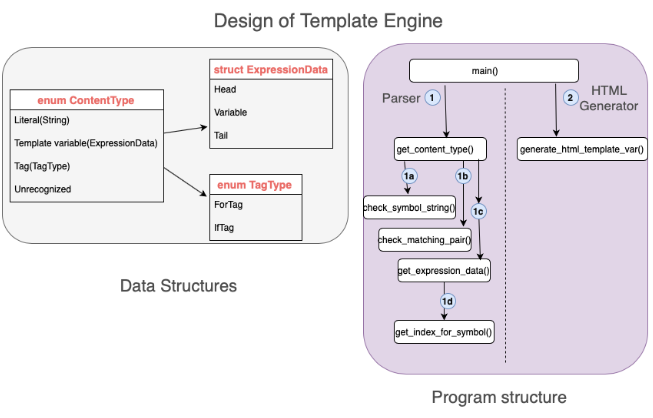 Design of Template Engine
enum ContentType
Literal(String)
Template variable(ExpressionData)
Tag(TagType)
Unrecognized
struct ExpressionData
Head
Variable
Tail
enum TagType
ForTag
IfTag
Data Structures
main()
Parser
1
2
HTML
Generator
get_content_type()
generate_html_template_var()
1a
1b
check_symbol_string()
1c
check_matching_pair()
get_expression_data()
1d
get_index_for_symbol()
Program structure